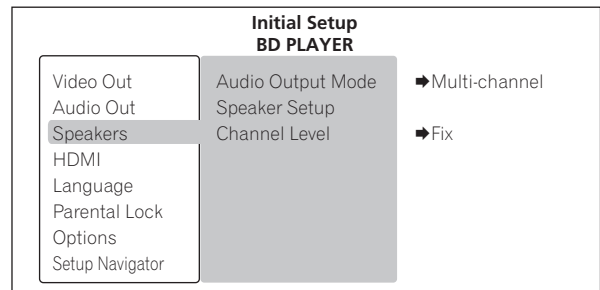 Initial Setup
BD PLAYER
Video Out Audio Output Mode ➡Multi-channel
Audio Out Speaker Setup
Speakers Channel Level ➡Fix
HDMI
Language
Parental Lock
Options
Setup Navigator